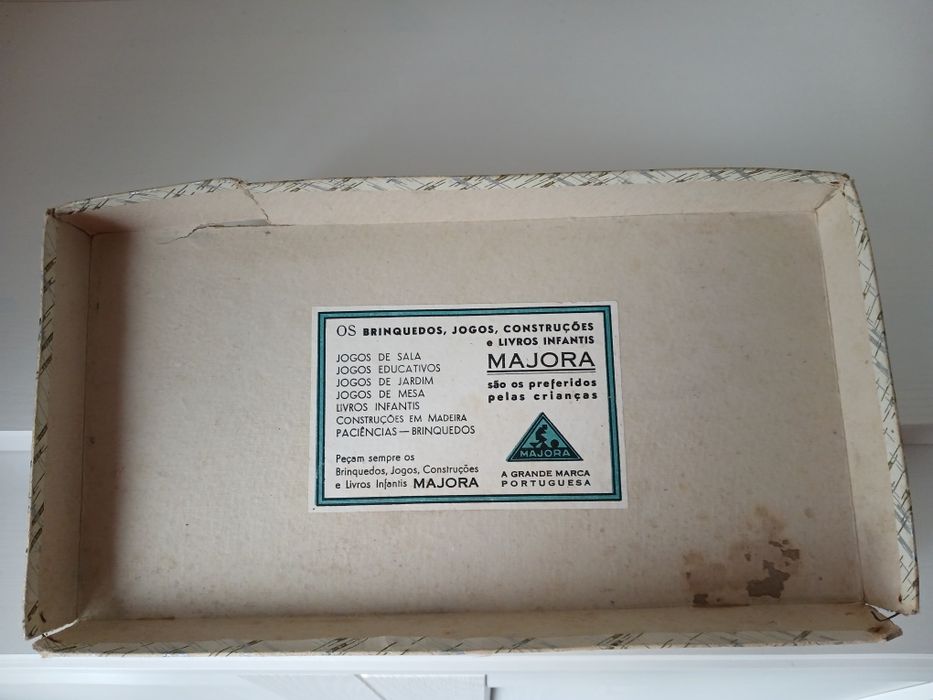 OS BRINQUEDOS, JOGOS, CONSTRUÇÕES
e LIVROS INFANTIS
MAJORA
são os preferidos
pelas crianças
JOGOS DE SALA
JOGOS EDUCATIVOS
JOGOS DE JARDIM
JOGOS DE MESA
LIVROS INFANTIS
CONSTRUÇÕES EM MADEIRA
PACIÊNCIAS — BRINQUEDOS
Peçam sempre os
Brinquedos, Jogos, Construções
e Livros Infantis MAJORA
MAJORA
A GRANDE MARCA
PORTUGUESA